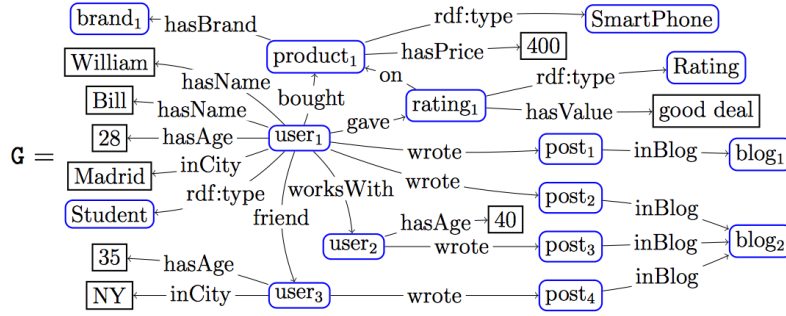 brand₁ hasBrand rdf:type SmartPhone
William product₁ hasPrice 400
hasName on rdf:type Rating
Bill hasName bought rating₁ hasValue good deal
28 hasAge user₁ gave
G = inCity wrote post₁ inBlog blog₁
Madrid rdf:type worksWith wrote post₂ inBlog
Student friend hasAge 40
user₂ wrote post₃ inBlog blog₂
35 hasAge inBlog
NY inCity user₃ wrote post₄